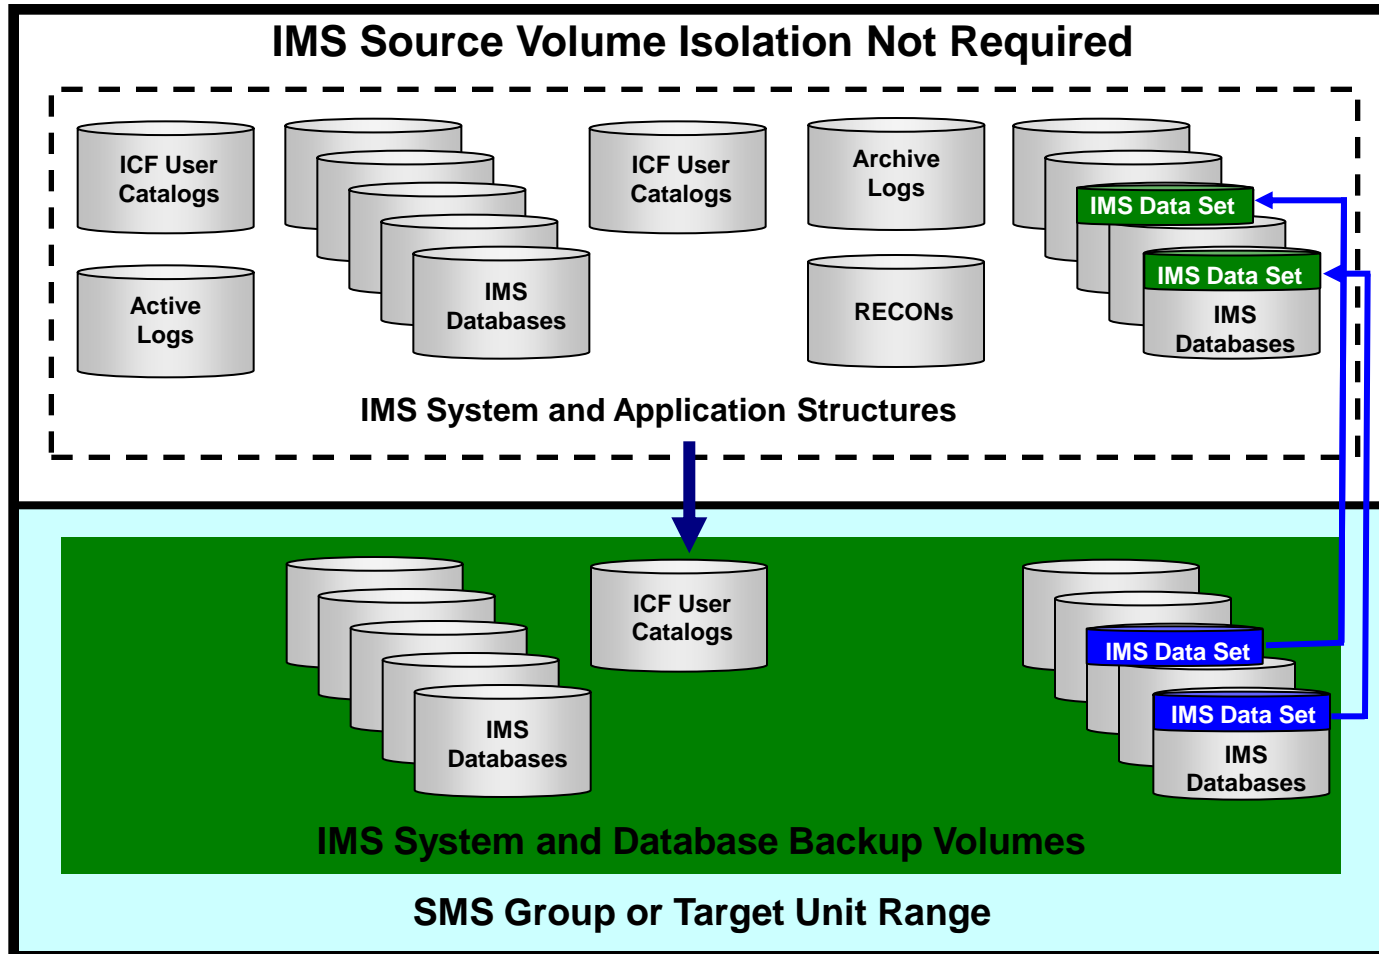 IMS Source Volume Isolation Not Required
ICF User
Catalogs
ICF User
Catalogs
Archive
Logs
IMS Data Set
IMS Data Set
Active
Logs
IMS
Databases
RECONs
IMS
Databases
IMS System and Application Structures
ICF User
Catalogs
IMS Data Set
IMS Data Set
IMS
Databases
IMS
Databases
IMS System and Database Backup Volumes
SMS Group or Target Unit Range